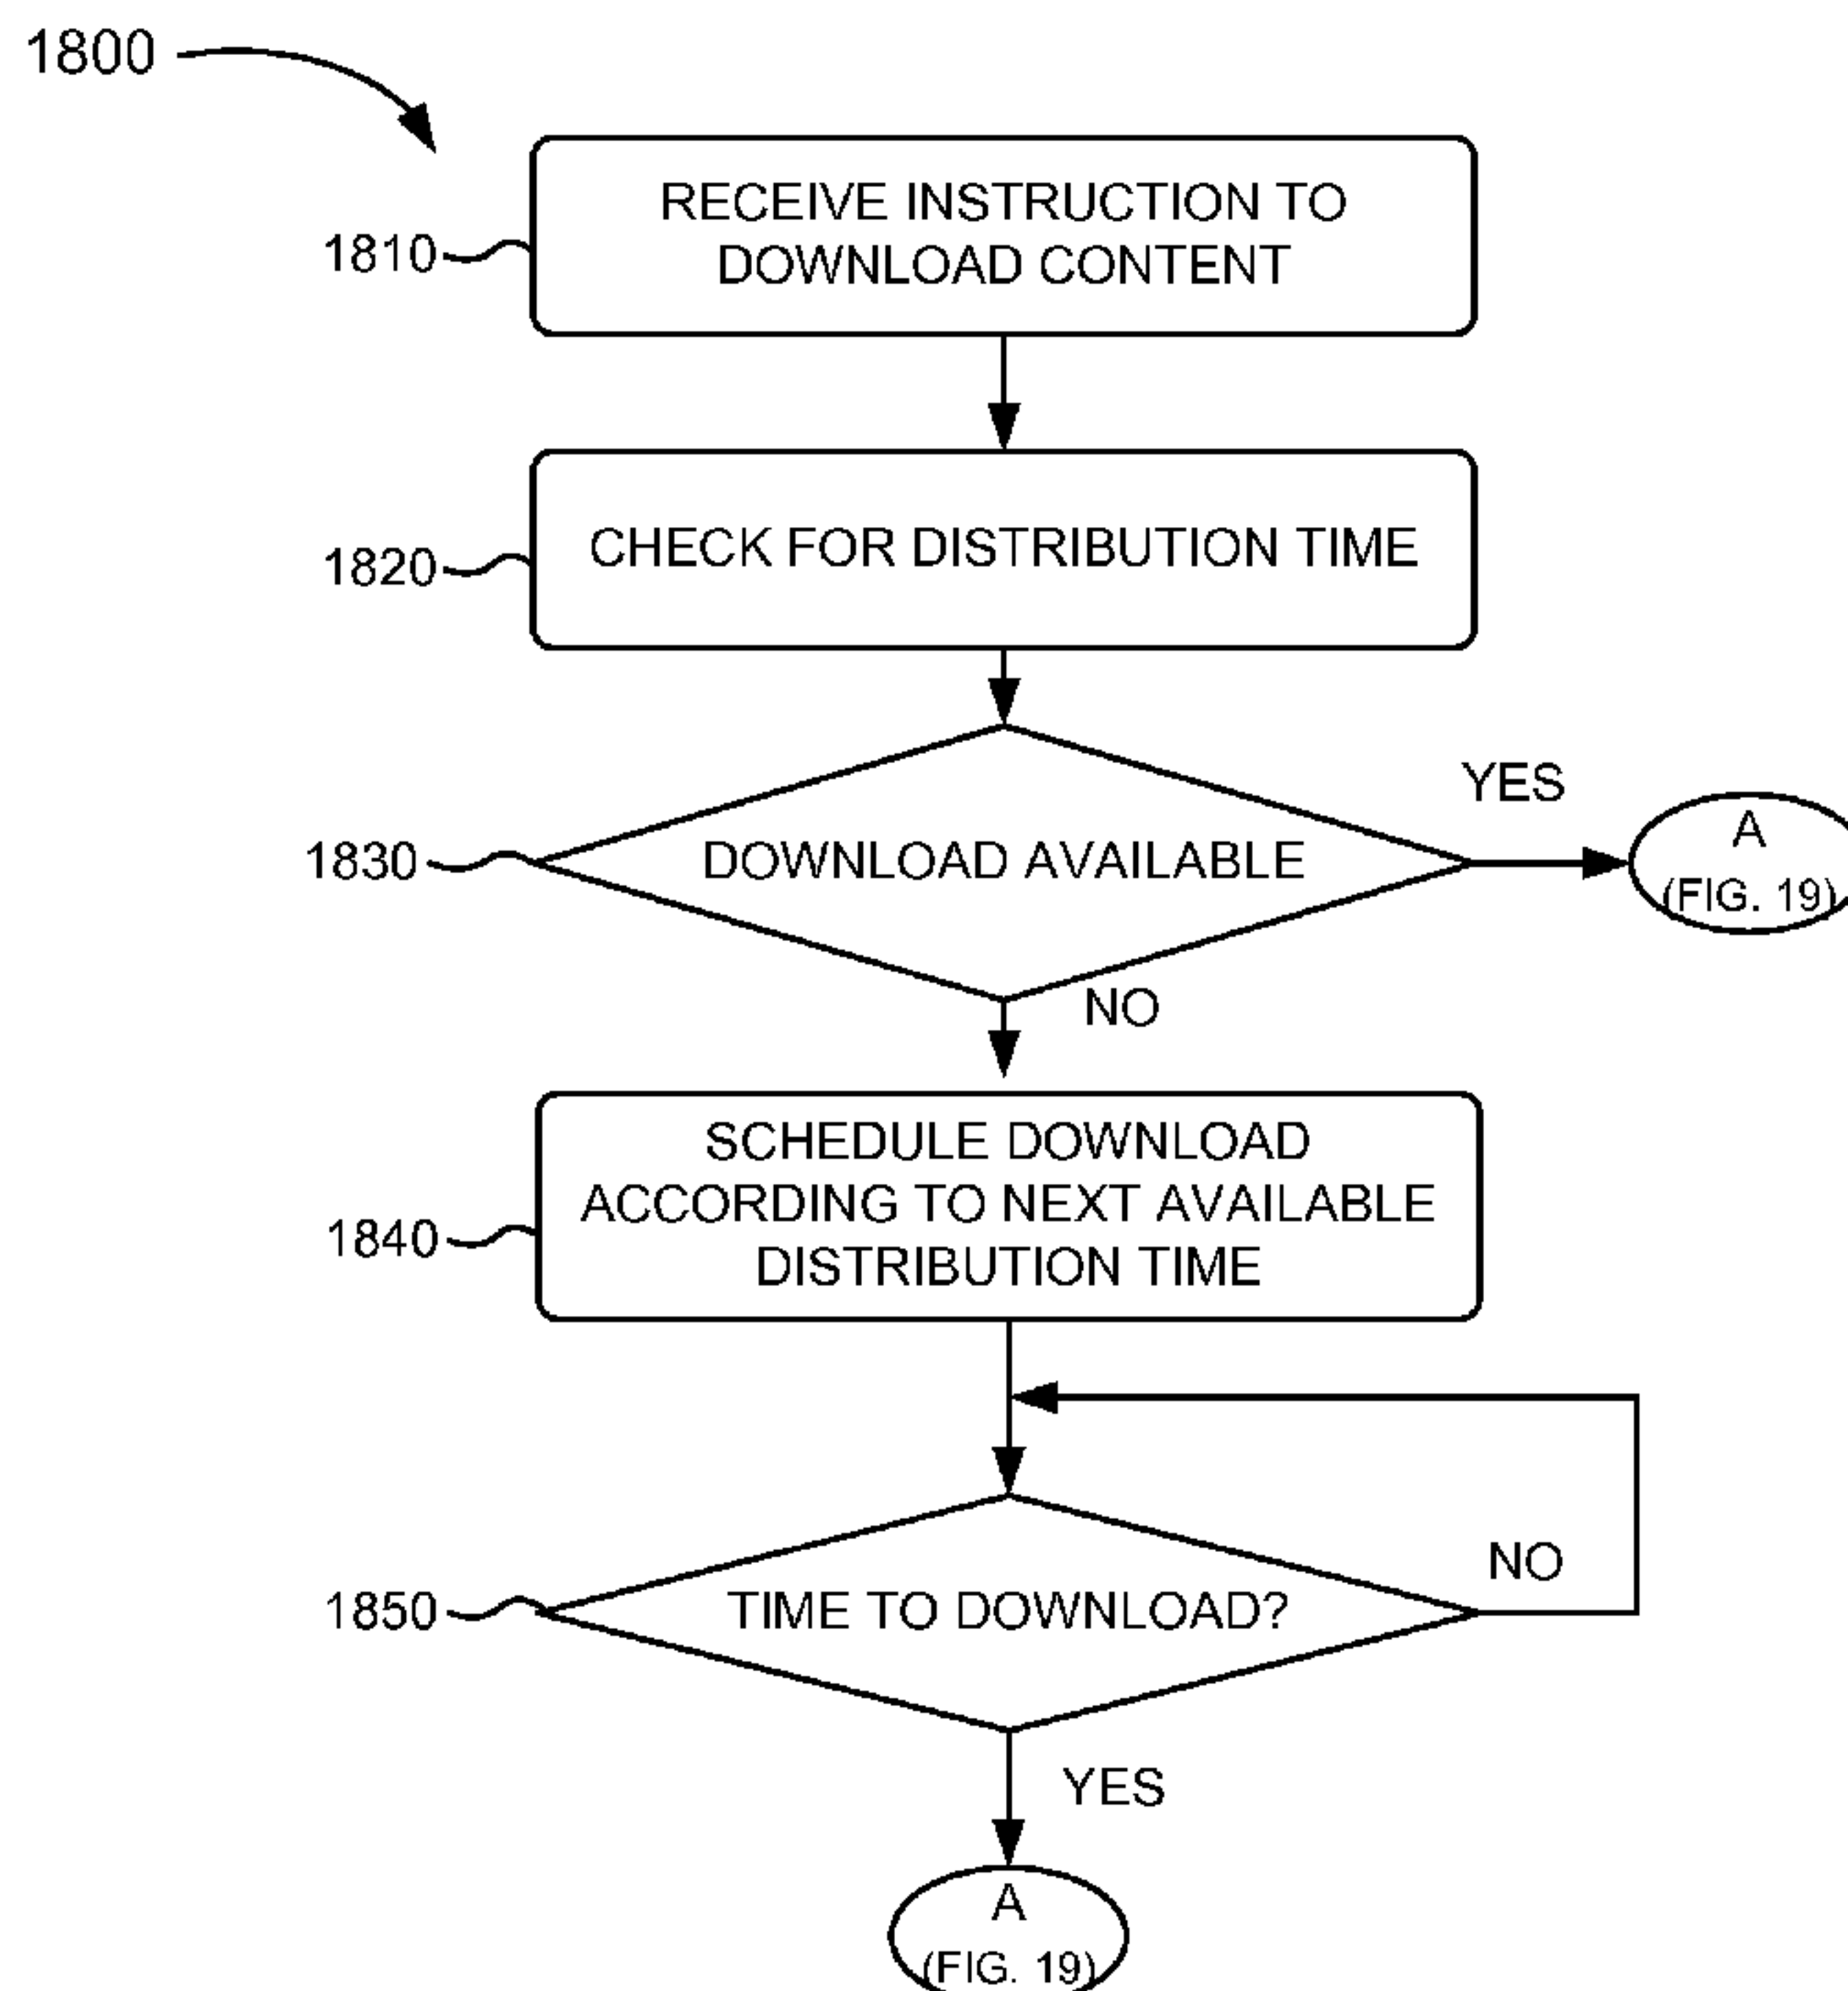 1800
RECEIVE INSTRUCTION TO
DOWNLOAD CONTENT
1810
CHECK FOR DISTRIBUTION TIME
1820
YES
1830
DOWNLOAD AVAILABLE
A
(FIG. 19)
NO
SCHEDULE DOWNLOAD
ACCORDING TO NEXT AVAILABLE
DISTRIBUTION TIME
1840
NO
1850
TIME TO DOWNLOAD?
YES
A
(FIG. 19)